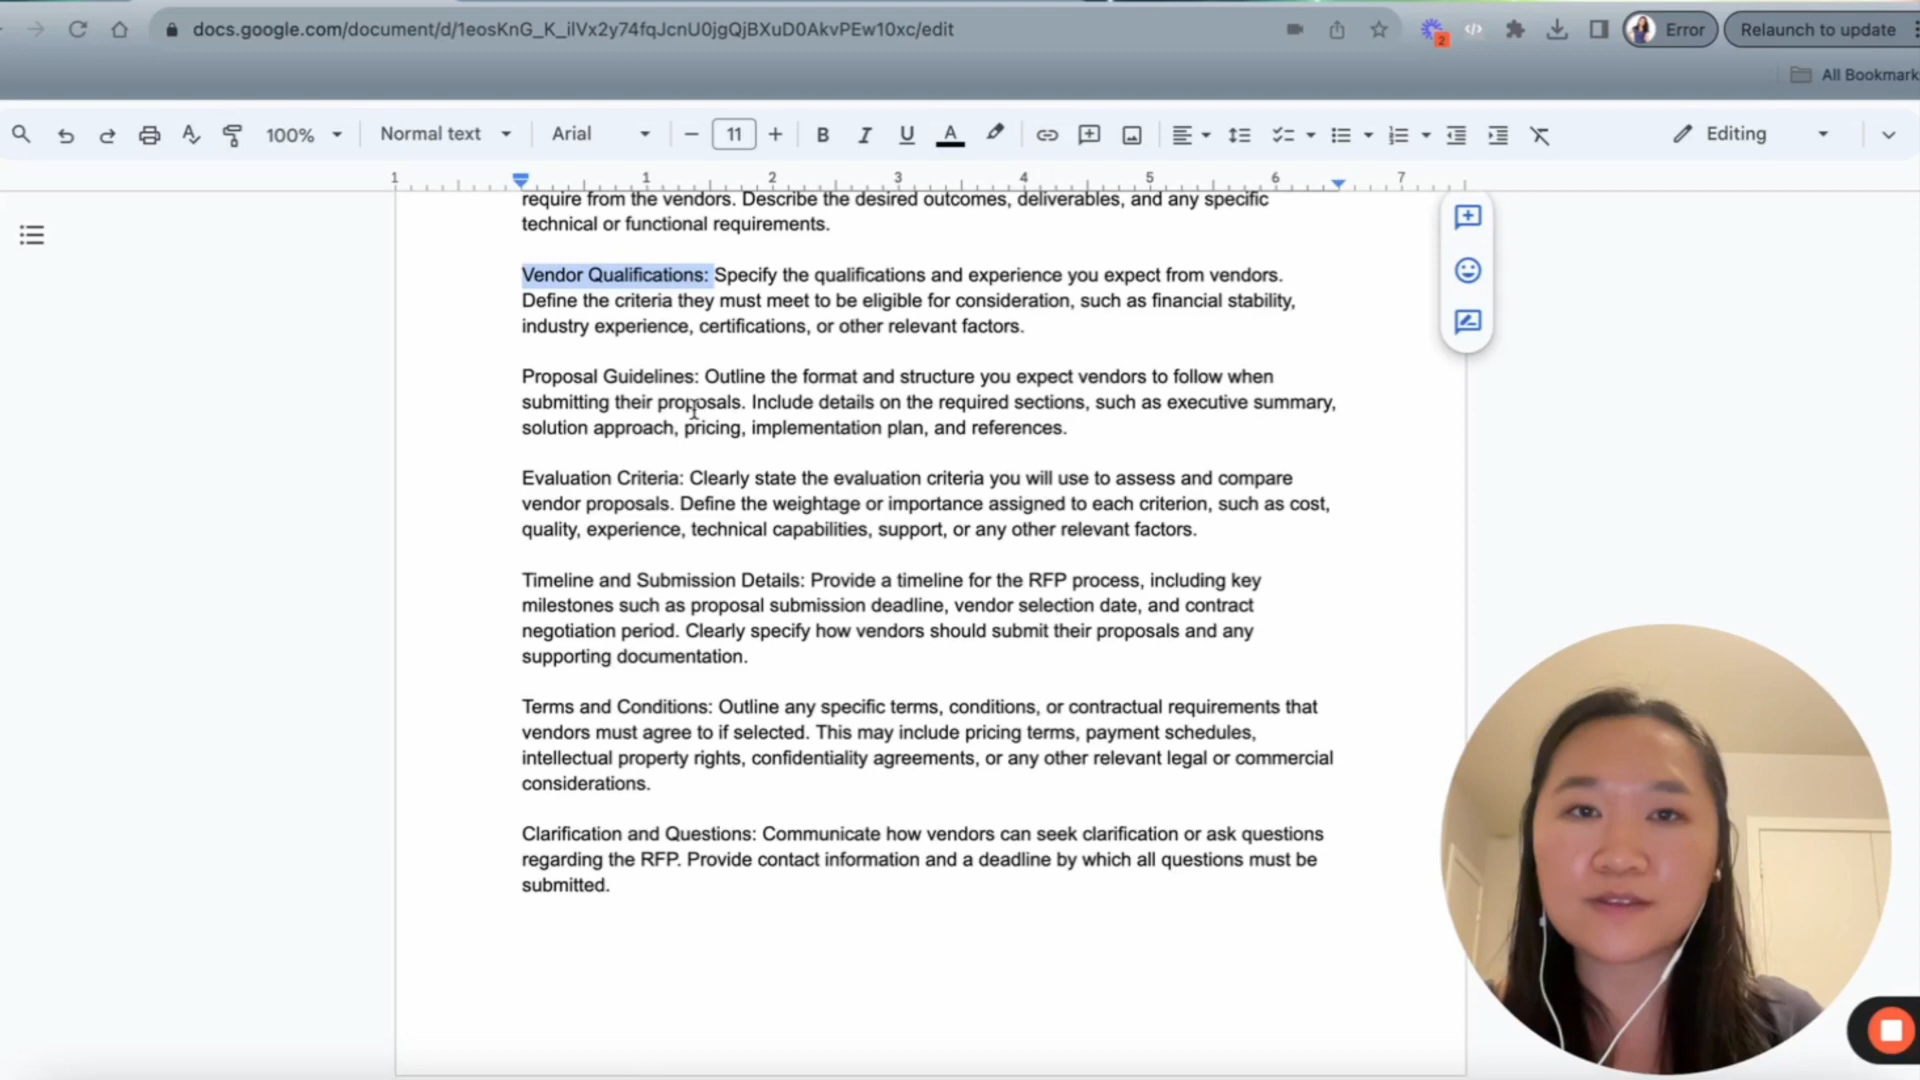 docs.google.com/document/d/1eosKnG_K_ilVx2y74fqJcnU0jgQjBXuD0AkvPEw10xc/edit
2
Error
Relaunch to update
All Bookmark
100%
Normal text
Arial
11
Editing
1 1 2 3 4 5 6 7
require from the vendors. Describe the desired outcomes, deliverables, and any specific
technical or functional requirements.
Vendor Qualifications: Specify the qualifications and experience you expect from vendors.
Define the criteria they must meet to be eligible for consideration, such as financial stability,
industry experience, certifications, or other relevant factors.
Proposal Guidelines: Outline the format and structure you expect vendors to follow when
submitting their proposals. Include details on the required sections, such as executive summary,
solution approach, pricing, implementation plan, and references.
Evaluation Criteria: Clearly state the evaluation criteria you will use to assess and compare
vendor proposals. Define the weightage or importance assigned to each criterion, such as cost,
quality, experience, technical capabilities, support, or any other relevant factors.
Timeline and Submission Details: Provide a timeline for the RFP process, including key
milestones such as proposal submission deadline, vendor selection date, and contract
negotiation period. Clearly specify how vendors should submit their proposals and any
supporting documentation.
Terms and Conditions: Outline any specific terms, conditions, or contractual requirements that
vendors must agree to if selected. This may include pricing terms, payment schedules,
intellectual property rights, confidentiality agreements, or any other relevant legal or commercial
considerations.
Clarification and Questions: Communicate how vendors can seek clarification or ask questions
regarding the RFP. Provide contact information and a deadline by which all questions must be
submitted.